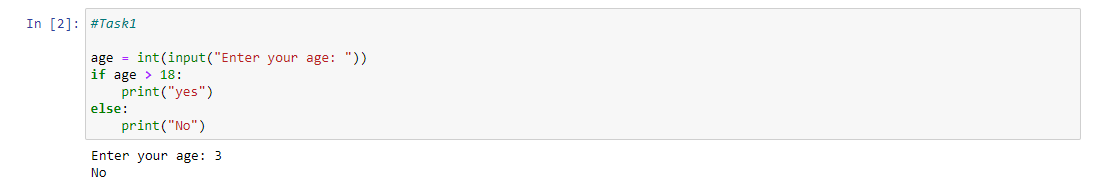 In [2]: #Task1
age = int(input("Enter your age: "))
if age > 18:
    print("yes")
else:
    print("No")
Enter your age: 3
No